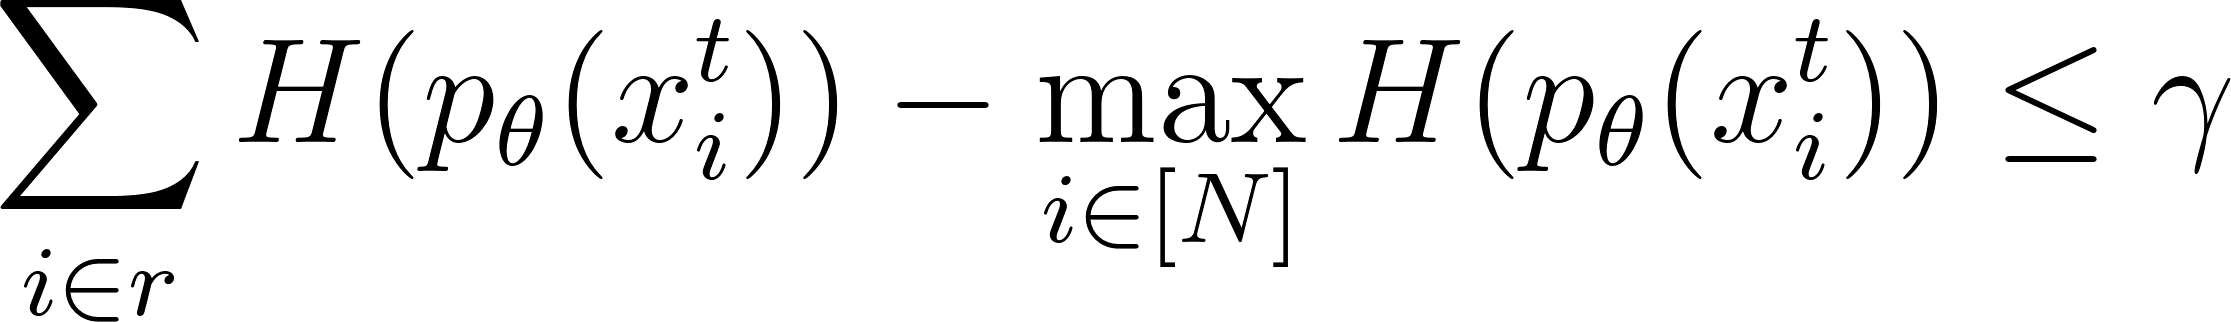 \sum_{i \in r} H(p_\theta(x_i^t)) - \max_{i \in [N]} H(p_\theta(x_i^t)) \leq \gamma